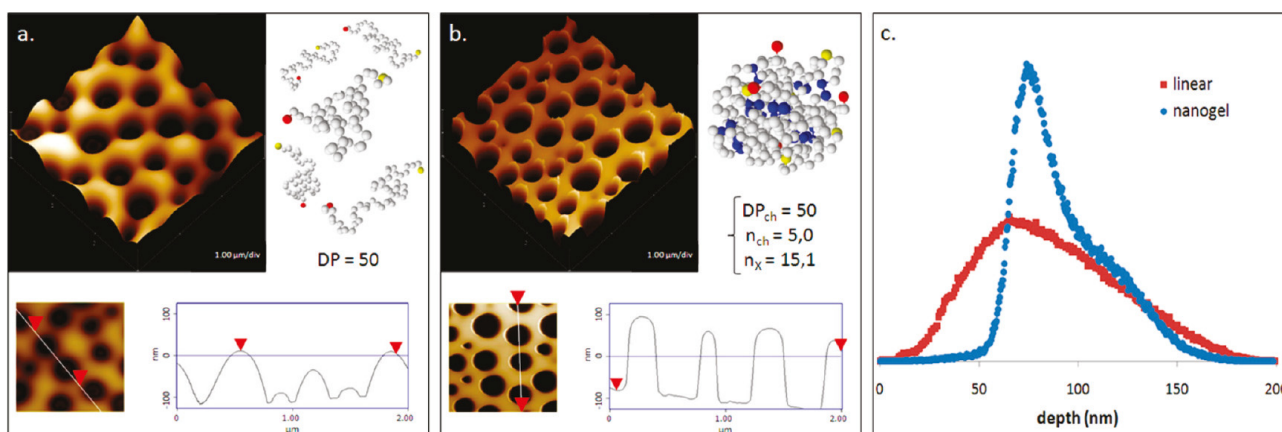 a.
1.00 μm/div
DP = 50
100
0
-100
nm
0
1.00
2.00
μm
b.
1.00 μm/div
DPch = 50
nch = 5,0
nX = 15,1
100
0
-100
nm
0
1.00
2.00
μm
c.
linear
nanogel
0
50
100
150
200
depth (nm)